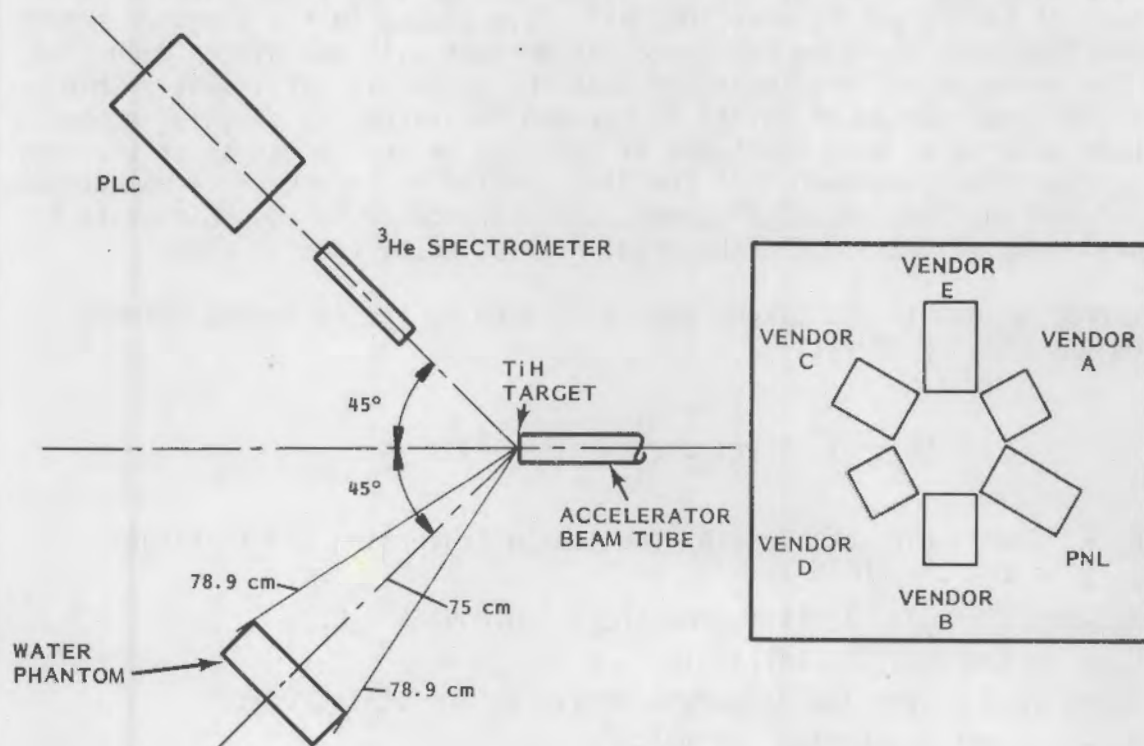 PLC
³He SPECTROMETER
TiH
TARGET
45°
45°
ACCELERATOR
BEAM TUBE
78.9 cm
75 cm
78.9 cm
WATER
PHANTOM
VENDOR
E
VENDOR
C
VENDOR
A
VENDOR
D
PNL
VENDOR
B